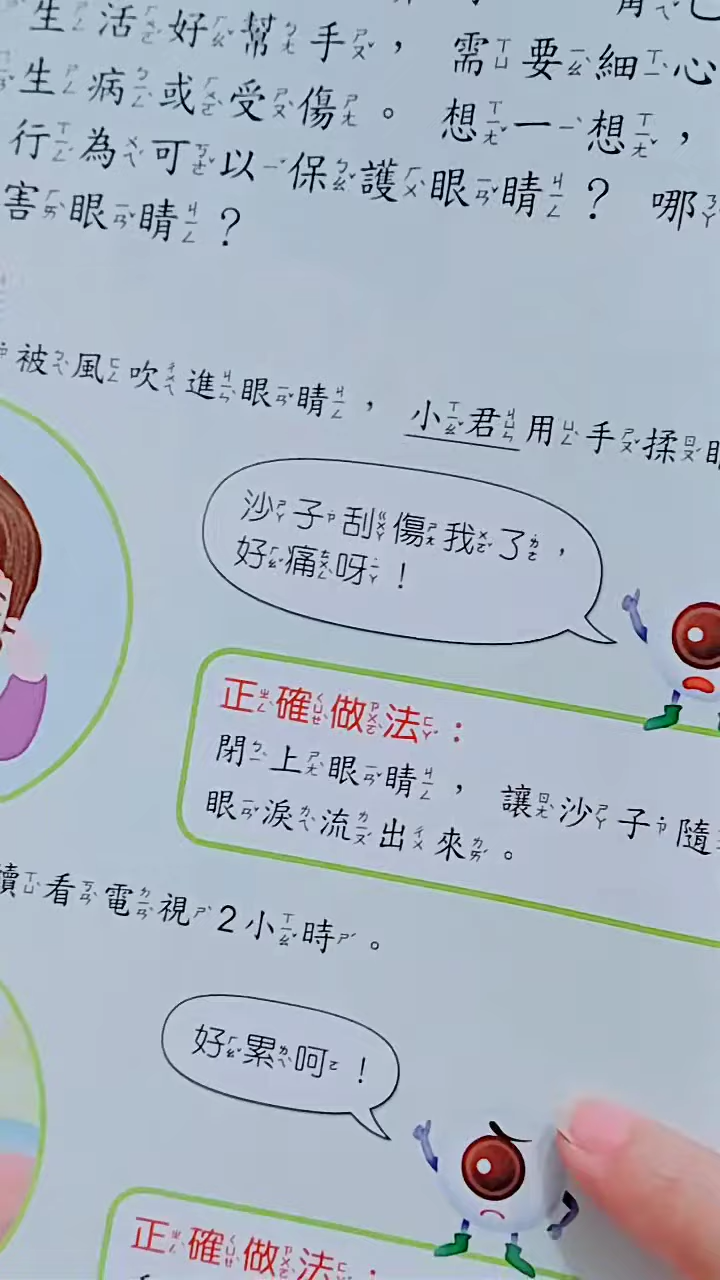 生活好幫手，需要細心
生病或受傷。想一想，
行為可以保護眼睛？哪
害眼睛？
被風吹進眼睛，小君用手揉眼
沙子刮傷我了，
好痛呀！
正確做法：
閉上眼睛，讓沙子隨
眼淚流出來。
續看電視2小時。
好累呵！
正確做法：